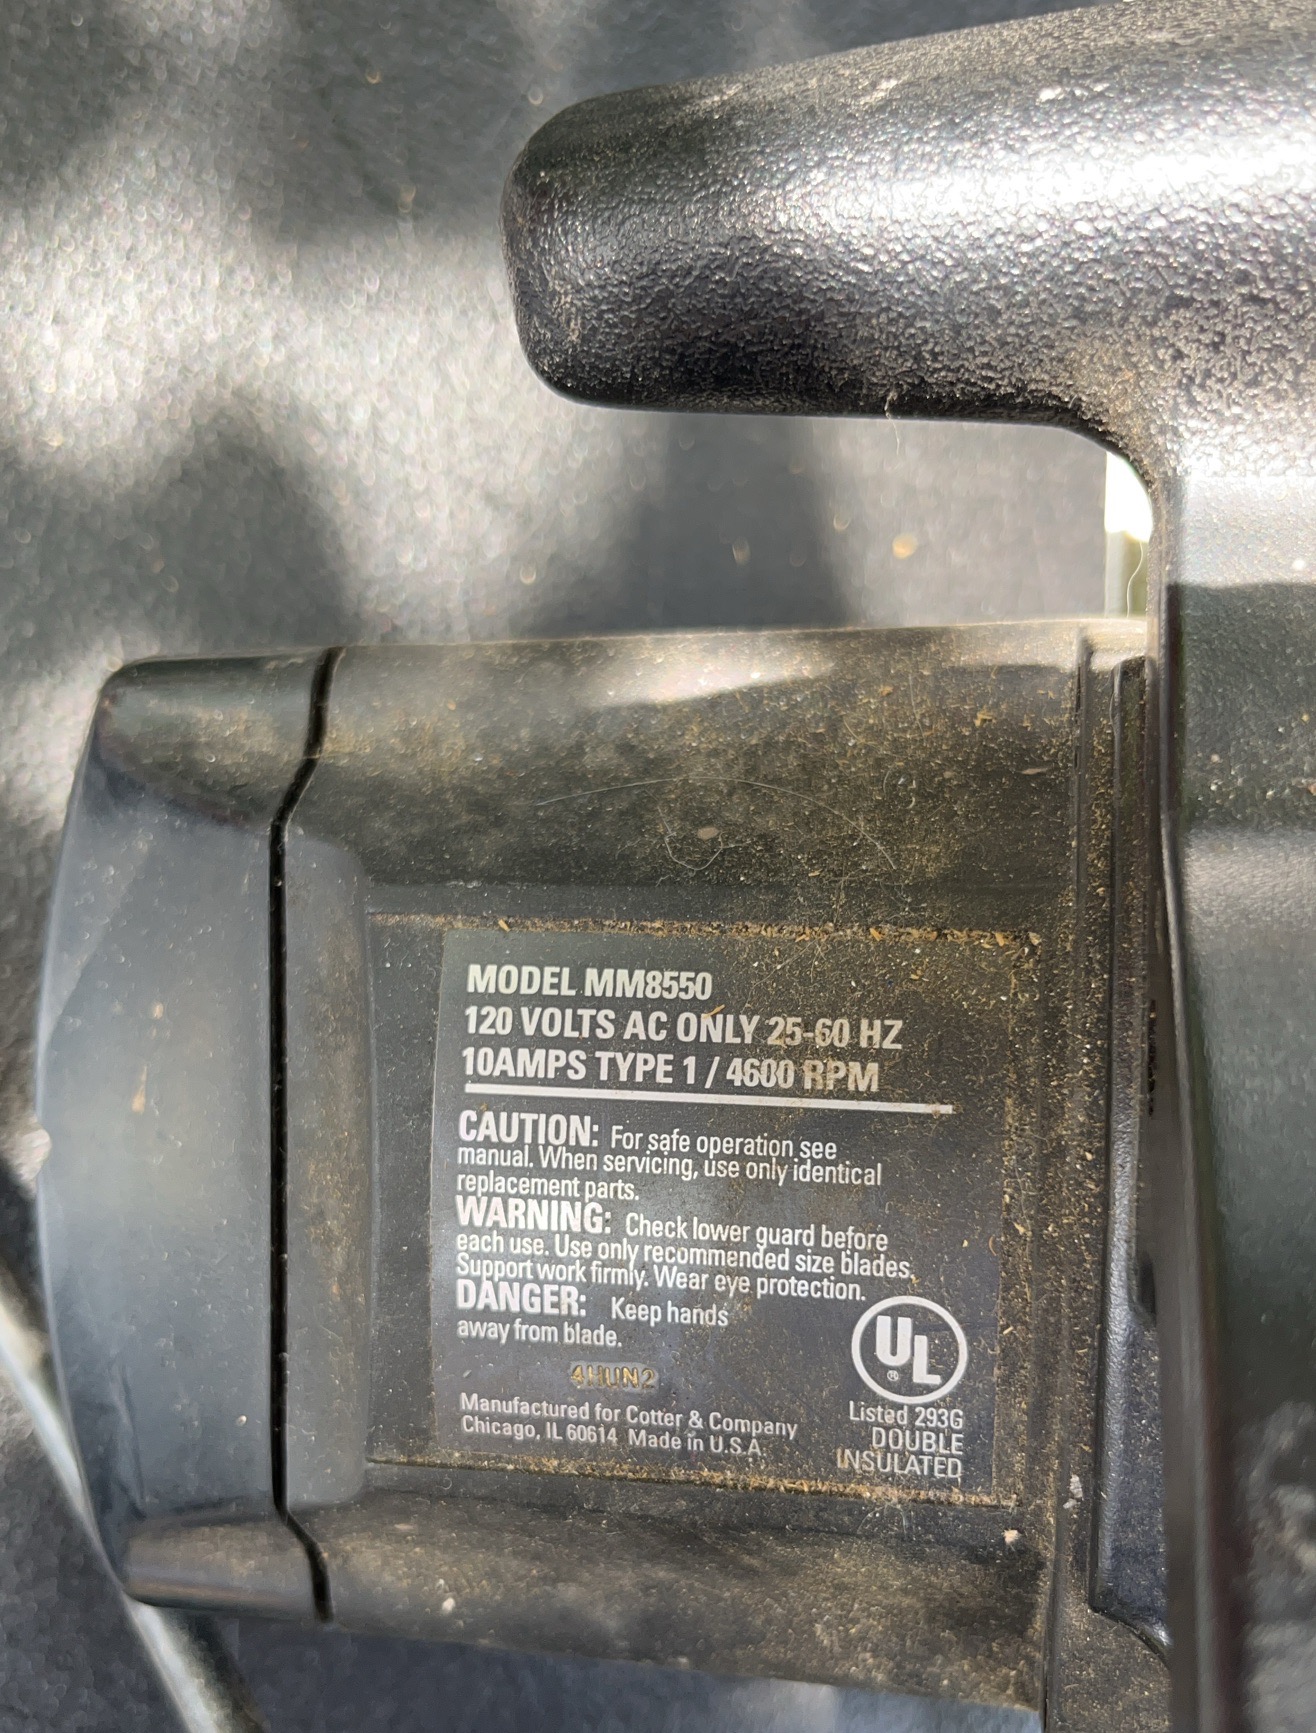 MODEL MM8550
120 VOLTS AC ONLY 25-60 HZ
10AMPS TYPE 1 / 4600 RPM
CAUTION: For safe operation see
manual. When servicing, use only identical
replacement parts.
WARNING: Check lower guard before
each use. Use only recommended size blades.
Support work firmly. Wear eye protection.
DANGER: Keep hands
away from blade.
4HUN2
Manufactured for Cotter & Company
Chicago, IL 60614 Made in U.S.A.
UL
®
Listed 293G
DOUBLE
INSULATED